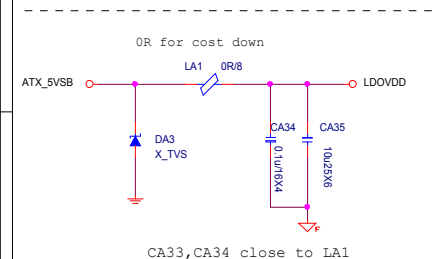 0R for cost down
LA1 0R/8
ATX_5VSB
LDOVDD
CA34
CA35
DA3
X_TVS
0.1u/16X4
10u25X6
F
CA33,CA34 close to LA1